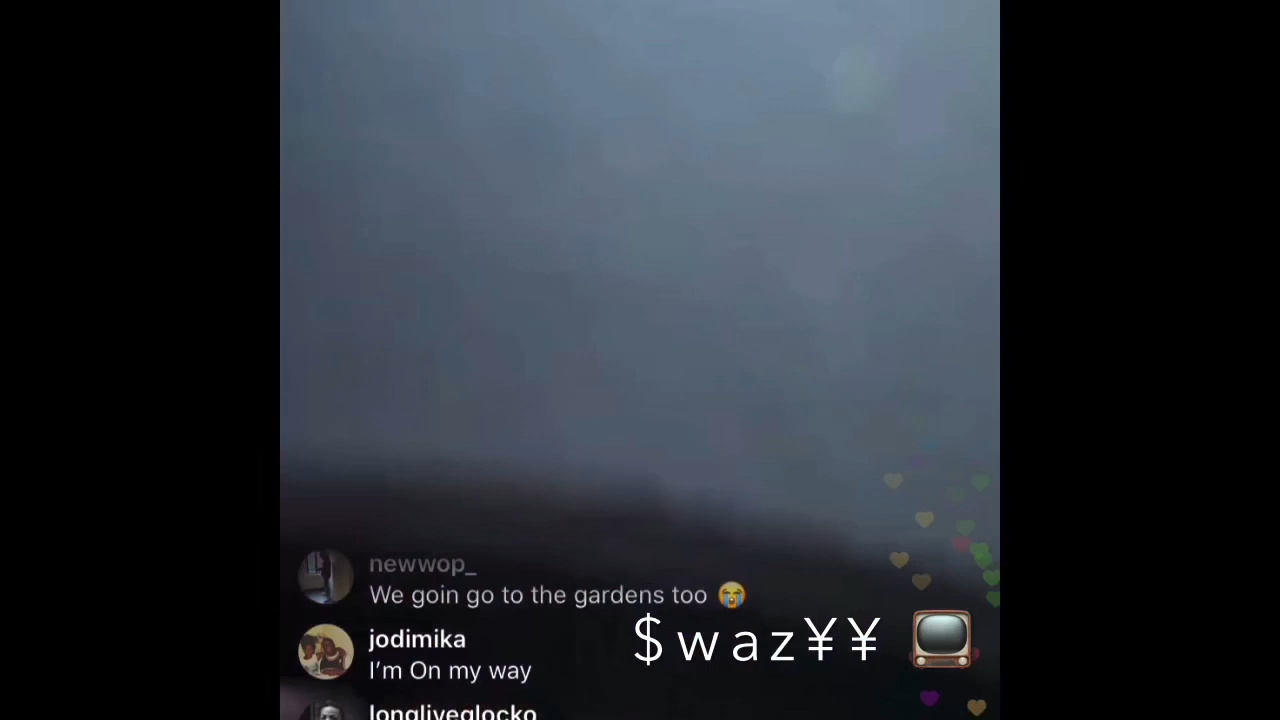 newwop_
We goin go to the gardens too 😭
jodimika
I'm On my way
$waz¥¥ 📺
longliveglocko